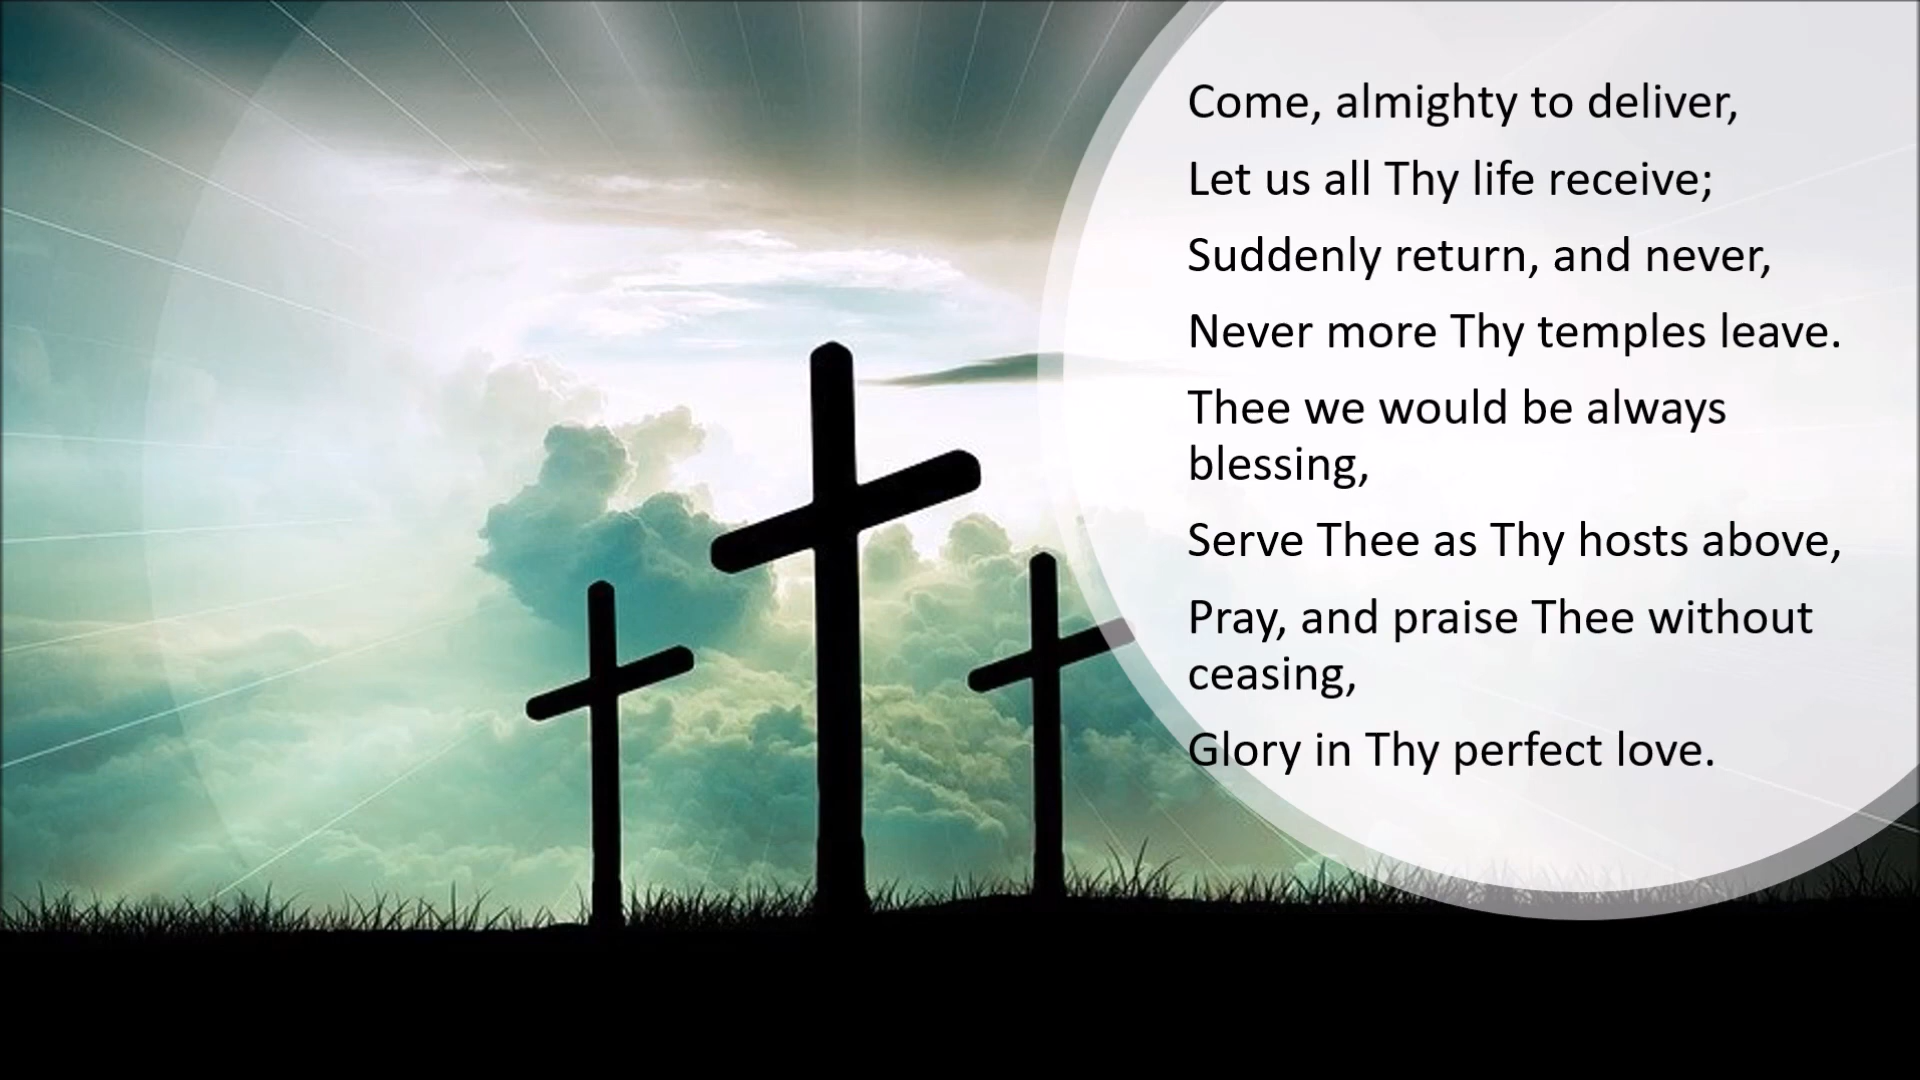 Come, almighty to deliver,
Let us all Thy life receive;
Suddenly return, and never,
Never more Thy temples leave.
Thee we would be always
blessing,
Serve Thee as Thy hosts above,
Pray, and praise Thee without
ceasing,
Glory in Thy perfect love.